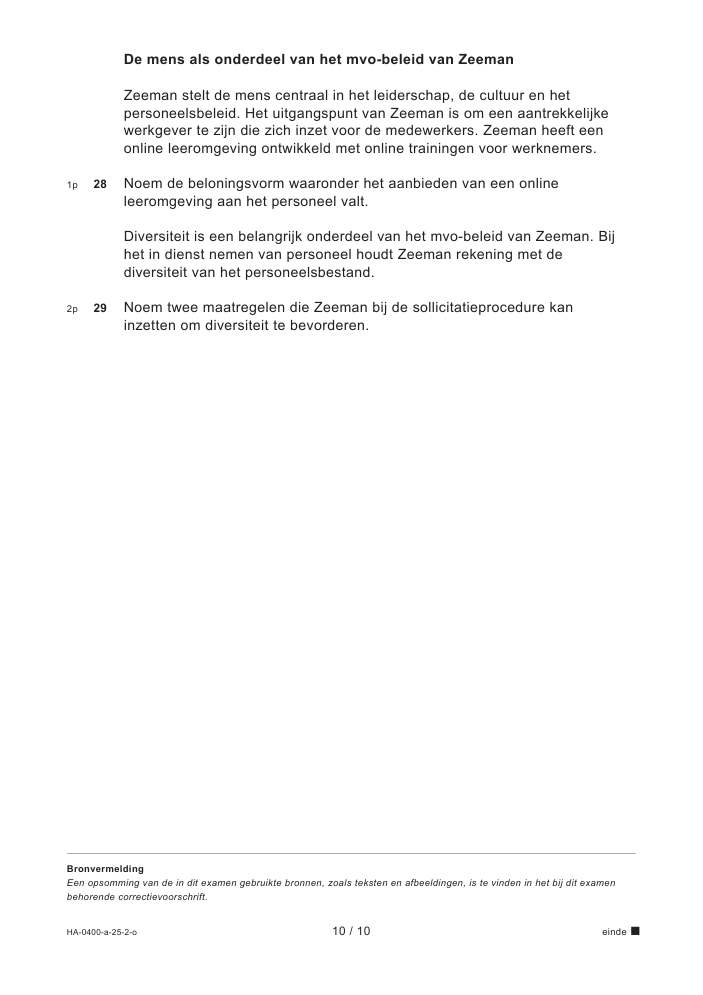 De mens als onderdeel van het mvo-beleid van Zeeman
Zeeman stelt de mens centraal in het leiderschap, de cultuur en het
personeelsbeleid. Het uitgangspunt van Zeeman is om een aantrekkelijke
werkgever te zijn die zich inzet voor de medewerkers. Zeeman heeft een
online leeromgeving ontwikkeld met online trainingen voor werknemers.
1p 28 Noem de beloningsvorm waaronder het aanbieden van een online
leeromgeving aan het personeel valt.
Diversiteit is een belangrijk onderdeel van het mvo-beleid van Zeeman. Bij
het in dienst nemen van personeel houdt Zeeman rekening met de
diversiteit van het personeelsbestand.
2p 29 Noem twee maatregelen die Zeeman bij de sollicitatieprocedure kan
inzetten om diversiteit te bevorderen.
Bronvermelding
Een opsomming van de in dit examen gebruikte bronnen, zoals teksten en afbeeldingen, is te vinden in het bij dit examen
behorende correctievoorschrift.
HA-0400-a-25-2-o 10 / 10 einde ■